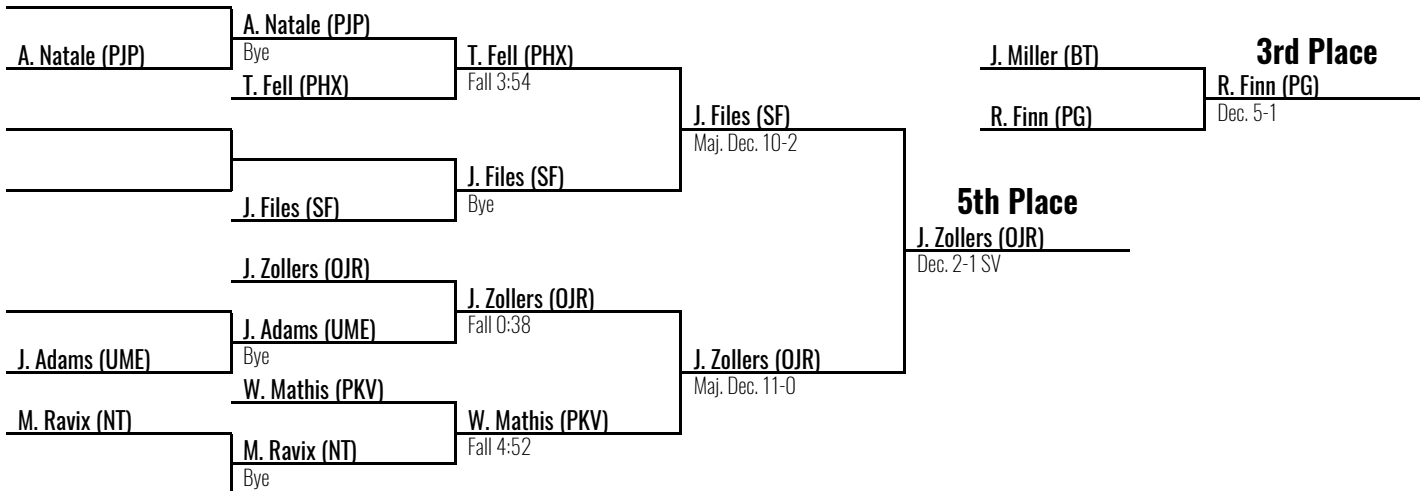 A. Natale (PJP)
A. Natale (PJP)
Bye
T. Fell (PHX)
T. Fell (PHX)
Fall 3:54
J. Files (SF)
J. Files (SF)
Bye
J. Files (SF)
Maj. Dec. 10-2
J. Zollers (OJR)
J. Adams (UME)
J. Adams (UME)
Bye
J. Zollers (OJR)
Fall 0:38
M. Ravix (NT)
W. Mathis (PKV)
M. Ravix (NT)
Bye
W. Mathis (PKV)
Fall 4:52
J. Zollers (OJR)
Maj. Dec. 11-0
5th Place
J. Zollers (OJR)
Dec. 2-1 SV
J. Miller (BT)
R. Finn (PG)
3rd Place
R. Finn (PG)
Dec. 5-1